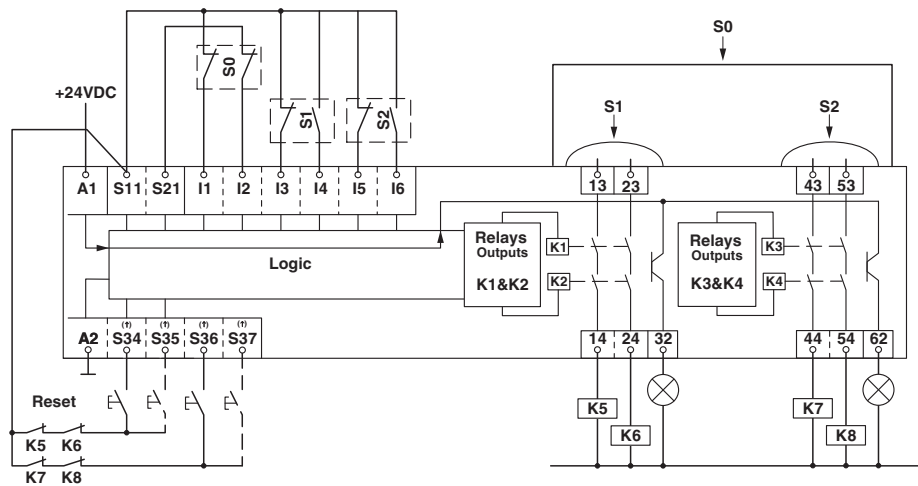 S0
+24VDC
S0
S1
S2
S1
S2
A1 S11 S21 I1 I2 I3 I4 I5 I6
13 23
43 53
Logic
Relays
Outputs
K1&K2
K1
K2
Relays
Outputs
K3&K4
K3
K4
A2 S34 S35 S36 S37
(↑) (↑) (↑) (↑)
14 24 32
44 54 62
Reset
K5 K6
K7 K8
K5
K6
K7
K8